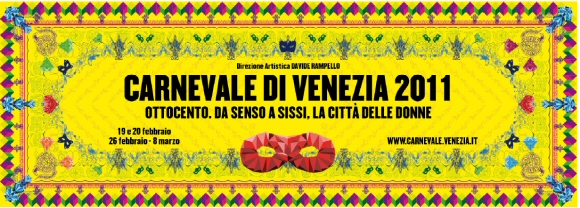 Direzione Artistica DAVIDE RAMPELLO
CARNEVALE DI VENEZIA 2011
OTTOCENTO. DA SENSO A SISSI, LA CITTÀ DELLE DONNE
19 e 20 febbraio
26 febbraio - 8 marzo
WWW.CARNEVALE.VENEZIA.IT